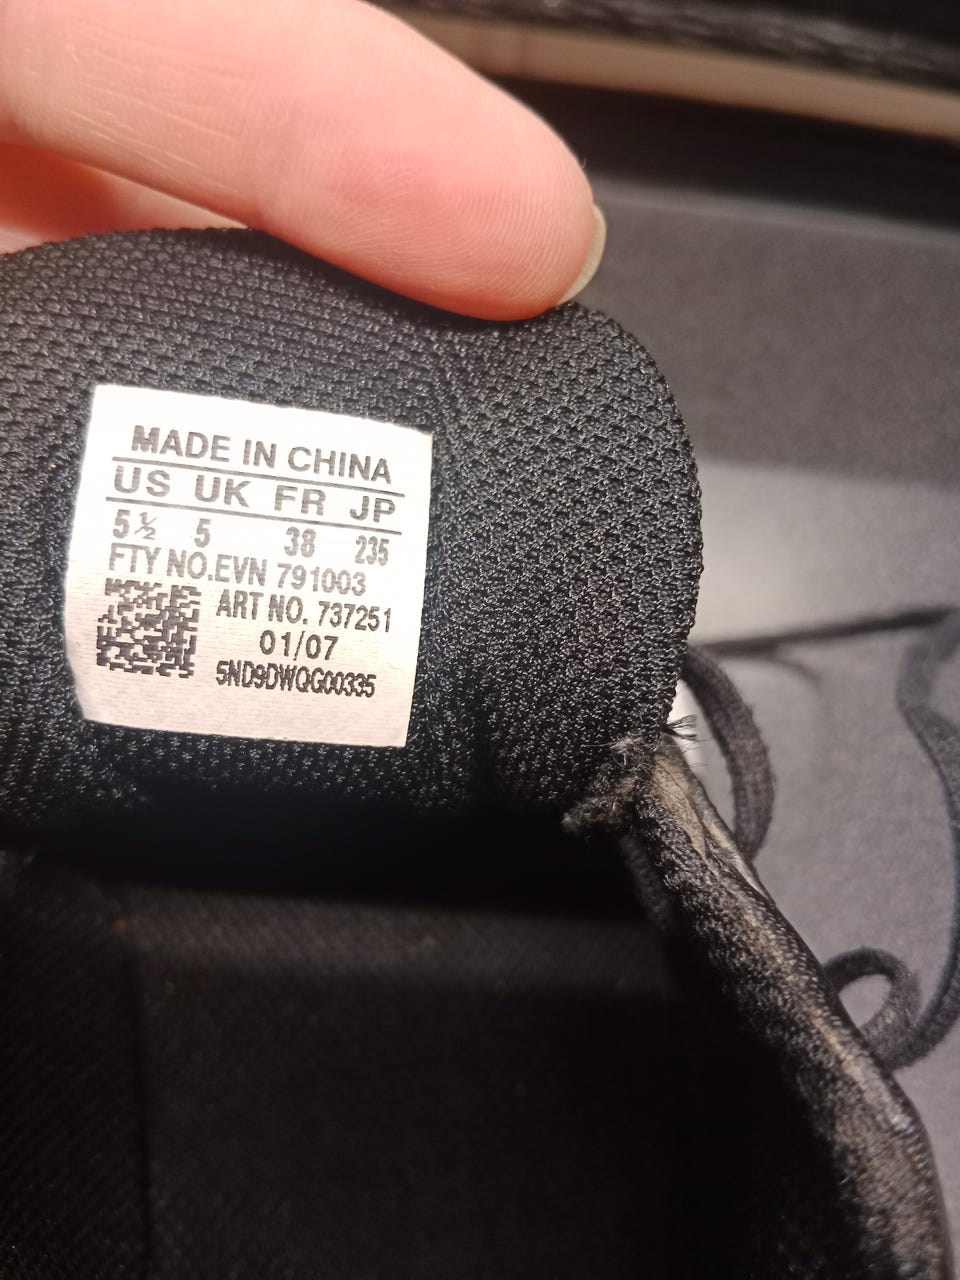 MADE IN CHINA
US UK FR JP
5½ 5 38 235
FTY NO.EVN 791003
ART NO. 737251
01/07
5ND9DWQG00335